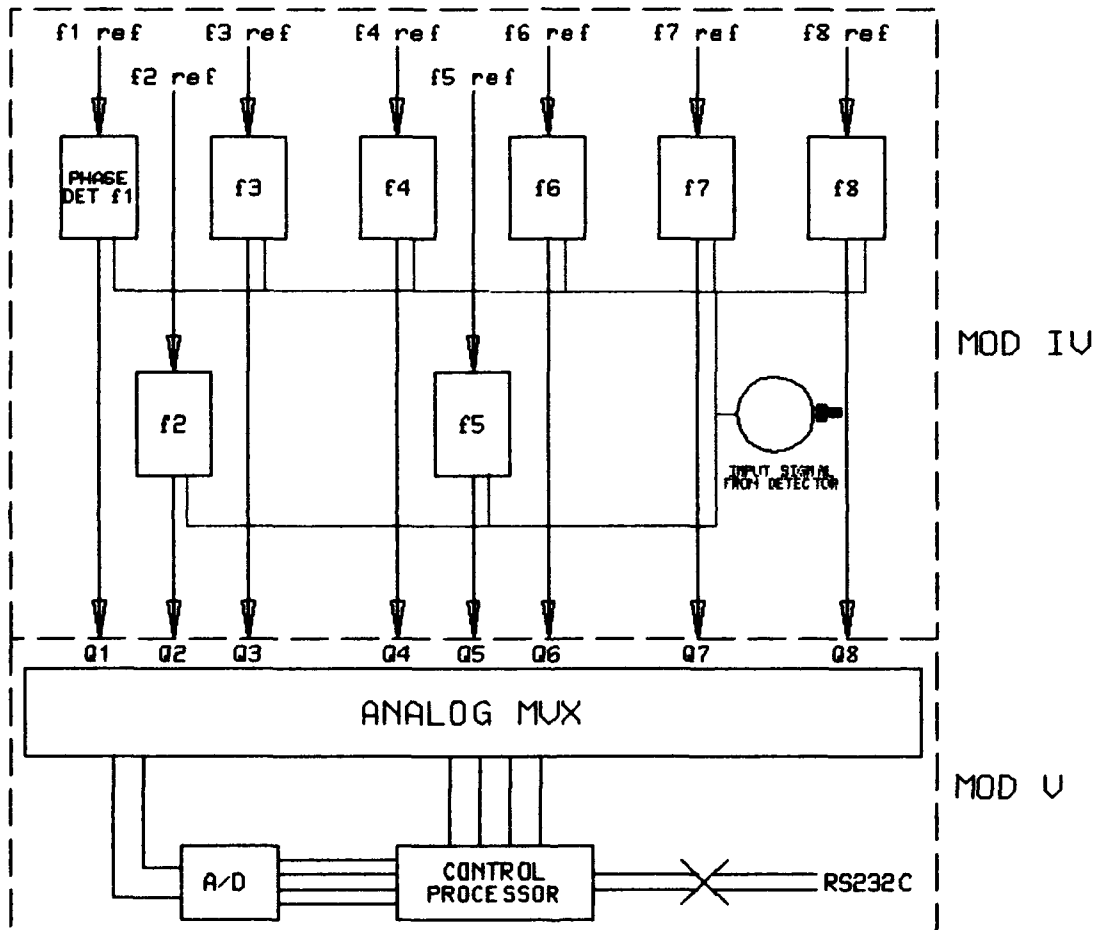 f1 ref f3 ref f4 ref f6 ref f7 ref f8 ref
f2 ref f5 ref
PHASE
DET f1
f3
f4
f6
f7
f8
MOD IV
f2
f5
INPUT SIGNAL
FROM DETECTOR
Q1 Q2 Q3 Q4 Q5 Q6 Q7 Q8
ANALOG MUX
MOD V
A/D
CONTROL
PROCESSOR
RS232C